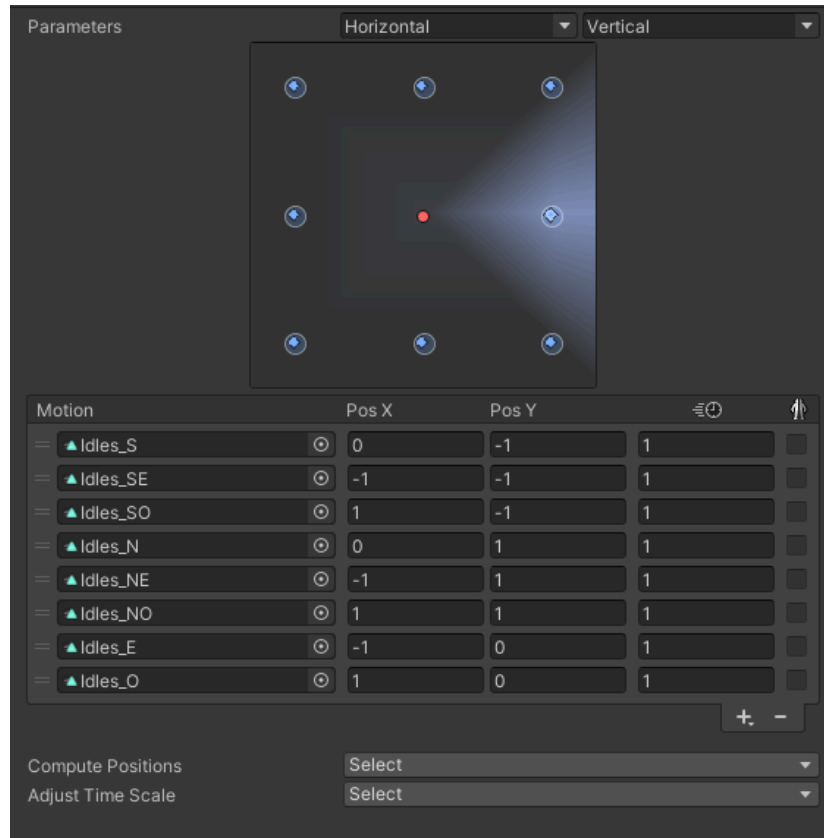 Parameters Horizontal Vertical
Motion Pos X Pos Y
Idles_S 0 -1 1
Idles_SE -1 -1 1
Idles_SO 1 -1 1
Idles_N 0 1 1
Idles_NE -1 1 1
Idles_NO 1 1 1
Idles_E -1 0 1
Idles_O 1 0 1
Compute Positions Select
Adjust Time Scale Select